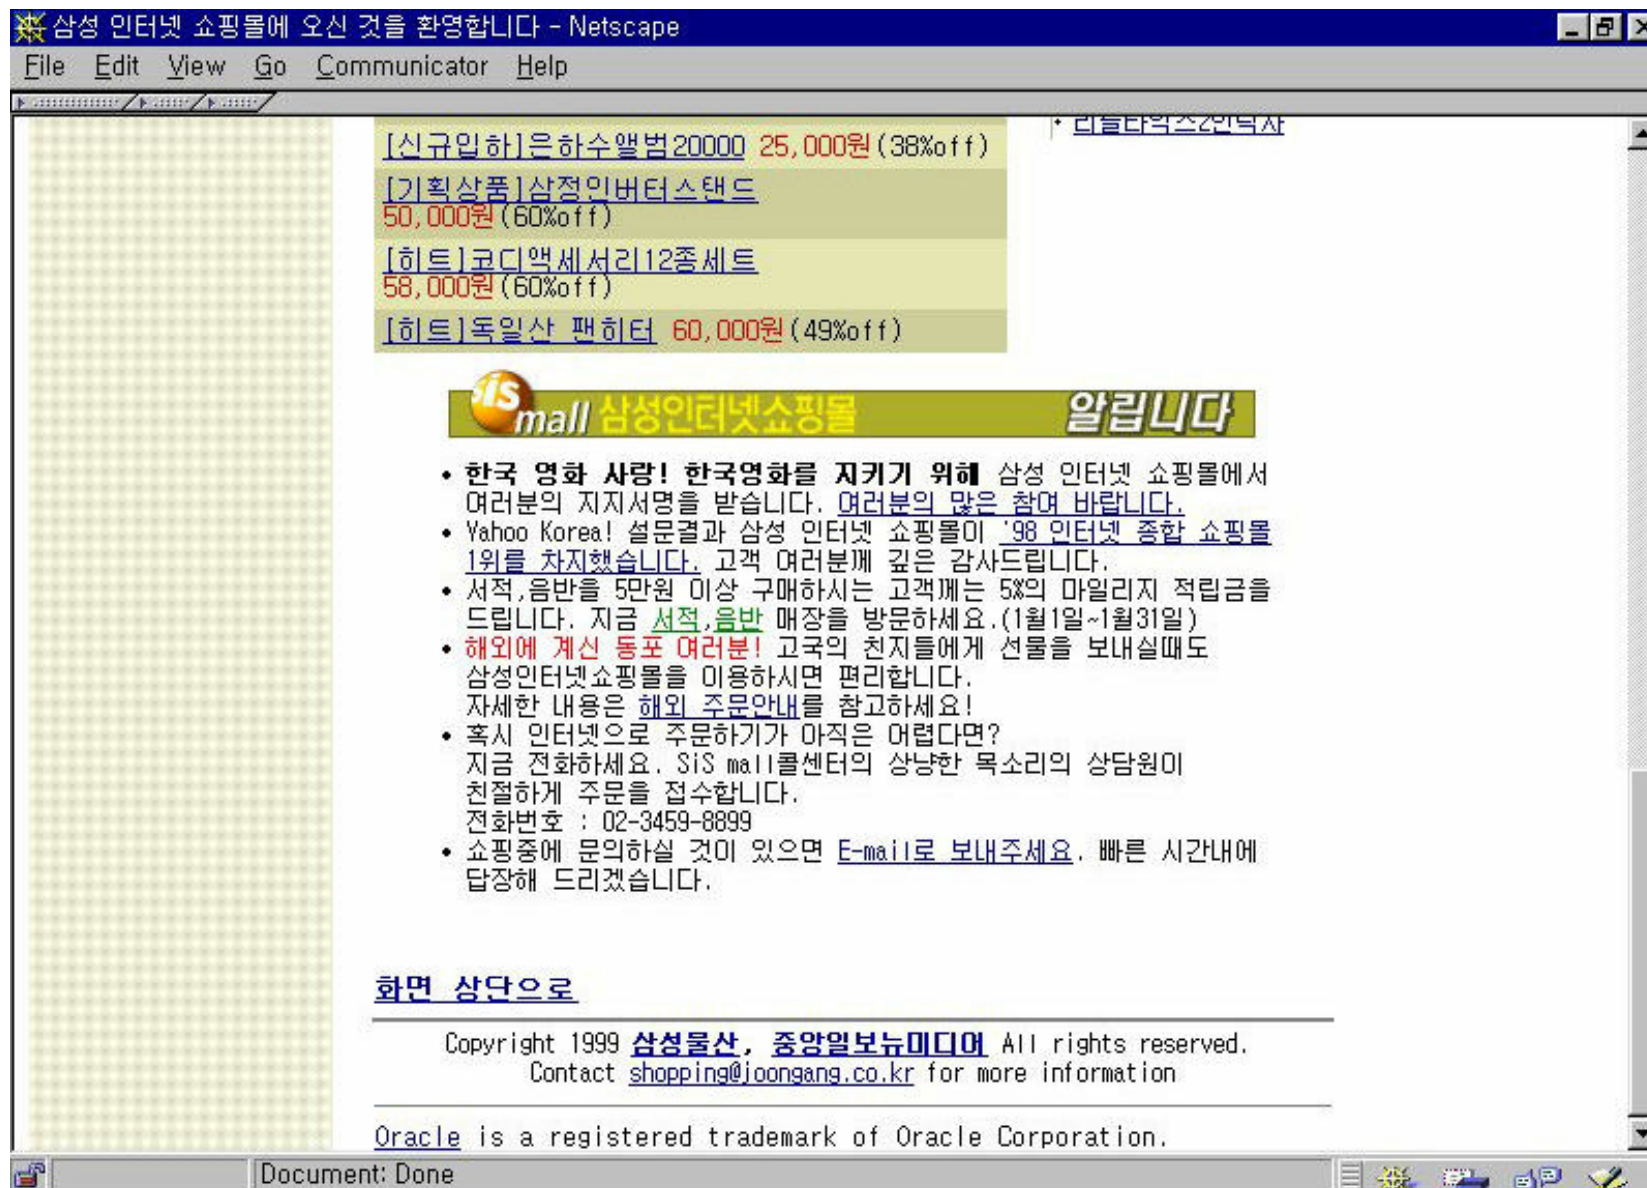 삼성 인터넷 쇼핑몰에 오신 것을 환영합니다 - Netscape
File Edit View Go Communicator Help
[신규입하]은하수앨범20000 25,000원(38%off)
[기획상품]삼정인버터스탠드
50,000원(60%off)
[히트]코디액세서리12종세트
58,000원(60%off)
[히트]독일산 팬히터 60,000원(49%off)
sis mall 삼성인터넷쇼핑몰 알립니다
• 한국 영화 사랑! 한국영화를 지키기 위해 삼성 인터넷 쇼핑몰에서
여러분의 지지서명을 받습니다. 여러분의 많은 참여 바랍니다.
• Yahoo Korea! 설문결과 삼성 인터넷 쇼핑몰이 '98 인터넷 종합 쇼핑몰
1위를 차지했습니다. 고객 여러분께 깊은 감사드립니다.
• 서적,음반을 5만원 이상 구매하시는 고객께는 5%의 마일리지 적립금을
드립니다. 지금 서적,음반 매장을 방문하세요.(1월1일~1월31일)
• 해외에 계신 동포 여러분! 고국의 친지들에게 선물을 보내실때도
삼성인터넷쇼핑몰을 이용하시면 편리합니다.
자세한 내용은 해외 주문안내를 참고하세요!
• 혹시 인터넷으로 주문하기가 아직은 어렵다면?
지금 전화하세요. SiS mall콜센터의 상냥한 목소리의 상담원이
친절하게 주문을 접수합니다.
전화번호 : 02-3459-8899
• 쇼핑중에 문의하실 것이 있으면 E-mail로 보내주세요. 빠른 시간내에
답장해 드리겠습니다.
화면 상단으로
Copyright 1999 삼성물산, 중앙일보뉴미디어 All rights reserved.
Contact shopping@joongang.co.kr for more information
Oracle is a registered trademark of Oracle Corporation.
Document: Done